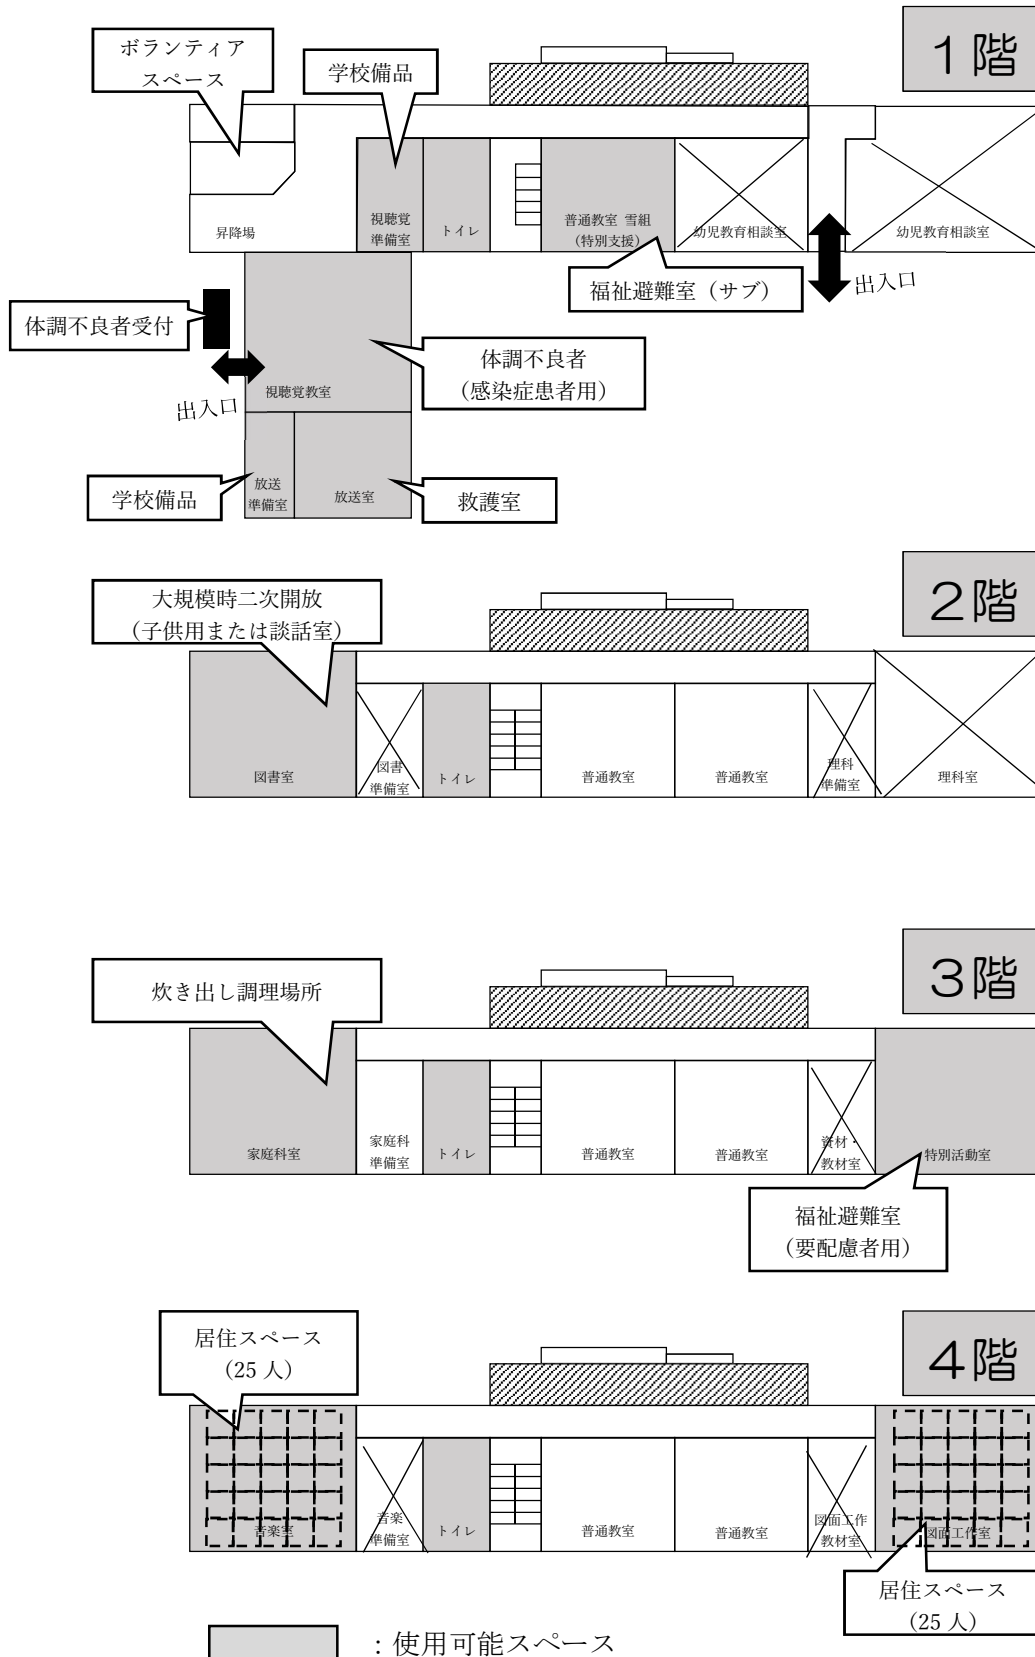 1階
ボランティア
スペース
学校備品
昇降場
視聴覚
準備室
トイレ
普通教室 雪組
(特別支援)
幼児教育相談室
幼児教育相談室
福祉避難室（サブ）
出入口
体調不良者受付
体調不良者
（感染症患者用）
出入口
視聴覚教室
学校備品
放送
準備室
放送室
救護室
2階
大規模時二次開放
（子供用または談話室）
図書室
図書
準備室
トイレ
普通教室
普通教室
理科
準備室
理科室
3階
炊き出し調理場所
家庭科室
家庭科
準備室
トイレ
普通教室
普通教室
資材・
教材室
特別活動室
福祉避難室
（要配慮者用）
4階
居住スペース
（25 人）
音楽室
音楽
準備室
トイレ
普通教室
普通教室
図面工作
教材室
図面工作室
居住スペース
（25 人）
：使用可能スペース